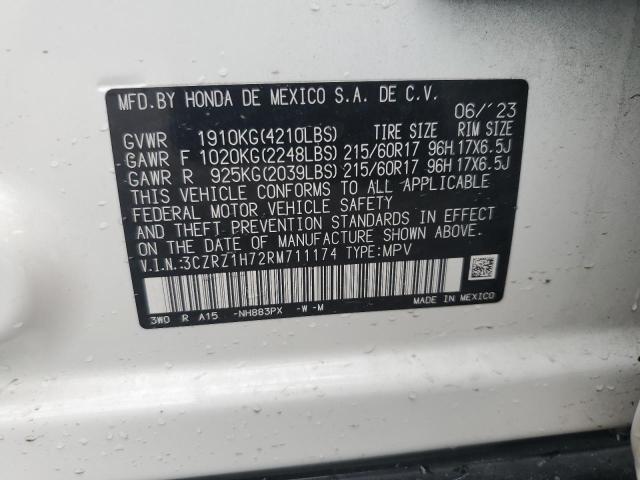 MFD.BY HONDA DE MEXICO S.A. DE C.V.
06/'23
TIRE SIZE RIM SIZE
GVWR 1910KG(4210LBS)
GAWR F 1020KG(2248LBS) 215/60R17 96H 17X6.5J
GAWR R 925KG(2039LBS) 215/60R17 96H 17X6.5J
THIS VEHICLE CONFORMS TO ALL APPLICABLE
FEDERAL MOTOR VEHICLE SAFETY
AND THEFT PREVENTION STANDARDS IN EFFECT
ON THE DATE OF MANUFACTURE SHOWN ABOVE.
V.I.N.:3CZRZ1H72RM711174 TYPE:MPV
3W0 R A15 -NH883PX -W-M
MADE IN MEXICO